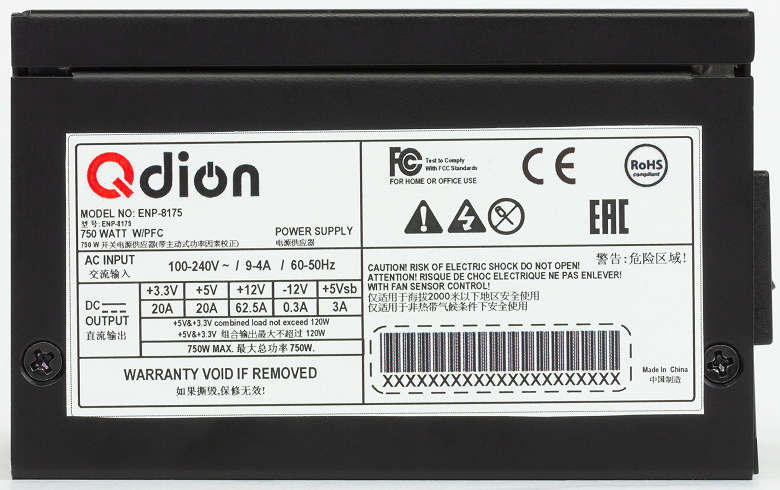 Qdion
MODEL NO: ENP-8175
型号: ENP-8175
750 WATT W/PFC
POWER SUPPLY
750 W 开关电源供应器(带主动式功率因素校正)
电源供应器
AC INPUT
交流输入
100-240V ~ / 9-4A / 60-50Hz
DC
OUTPUT
直流输出
+3.3V +5V +12V -12V +5Vsb
20A 20A 62.5A 0.3A 3A
+5V&+3.3V combined load not exceed 120W
+5V&+3.3V 组合输出最大不超过 120W
750W MAX. 最大总功率 750W.
WARRANTY VOID IF REMOVED
如果撕毁,保修无效!
FC Test to Comply
With FCC Standards
FOR HOME OR OFFICE USE
CE
RoHS
compliant
EAC
警告: 危险区域!
CAUTION! RISK OF ELECTRIC SHOCK DO NOT OPEN!
ATTENTION! RISQUE DE CHOC ELECTRIQUE NE PAS ENLEVER!
WITH FAN SENSOR CONTROL!
仅适用于海拔2000米以下地区安全使用
仅适用于非热带气候条件下安全使用
XXXXXXXXXXXXXXXXXXXX
Made In China
中国制造